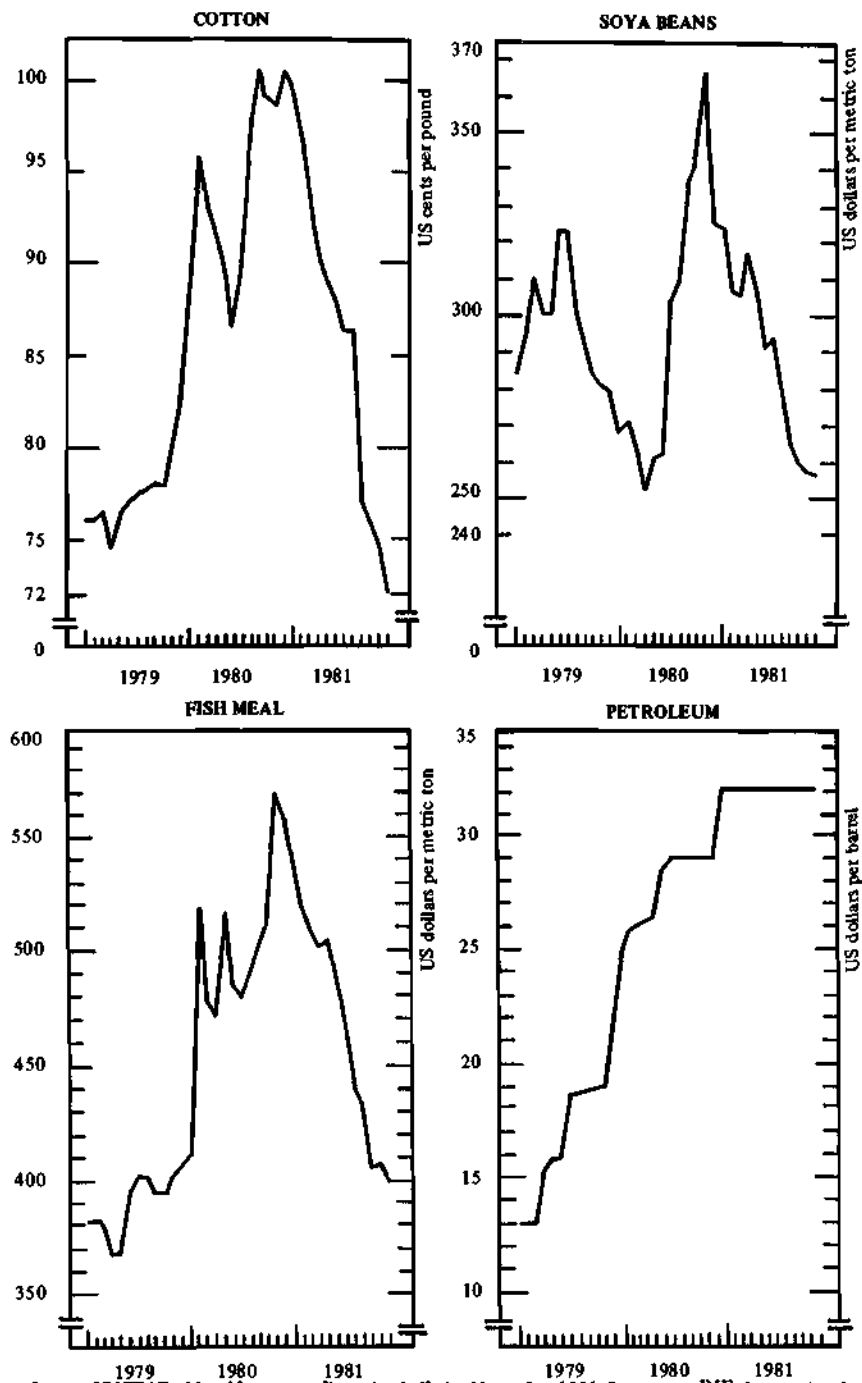 COTTON
100
95
90
85
80
75
72
0
US cents per pound
1979 1980 1981
SOYA BEANS
370
350
300
250
240
0
US dollars per metric ton
1979 1980 1981
FISH MEAL
600
550
500
450
400
350
US dollars per metric ton
1979 1980 1981
PETROLEUM
35
30
25
20
15
10
US dollars per barrel
1979 1980 1981